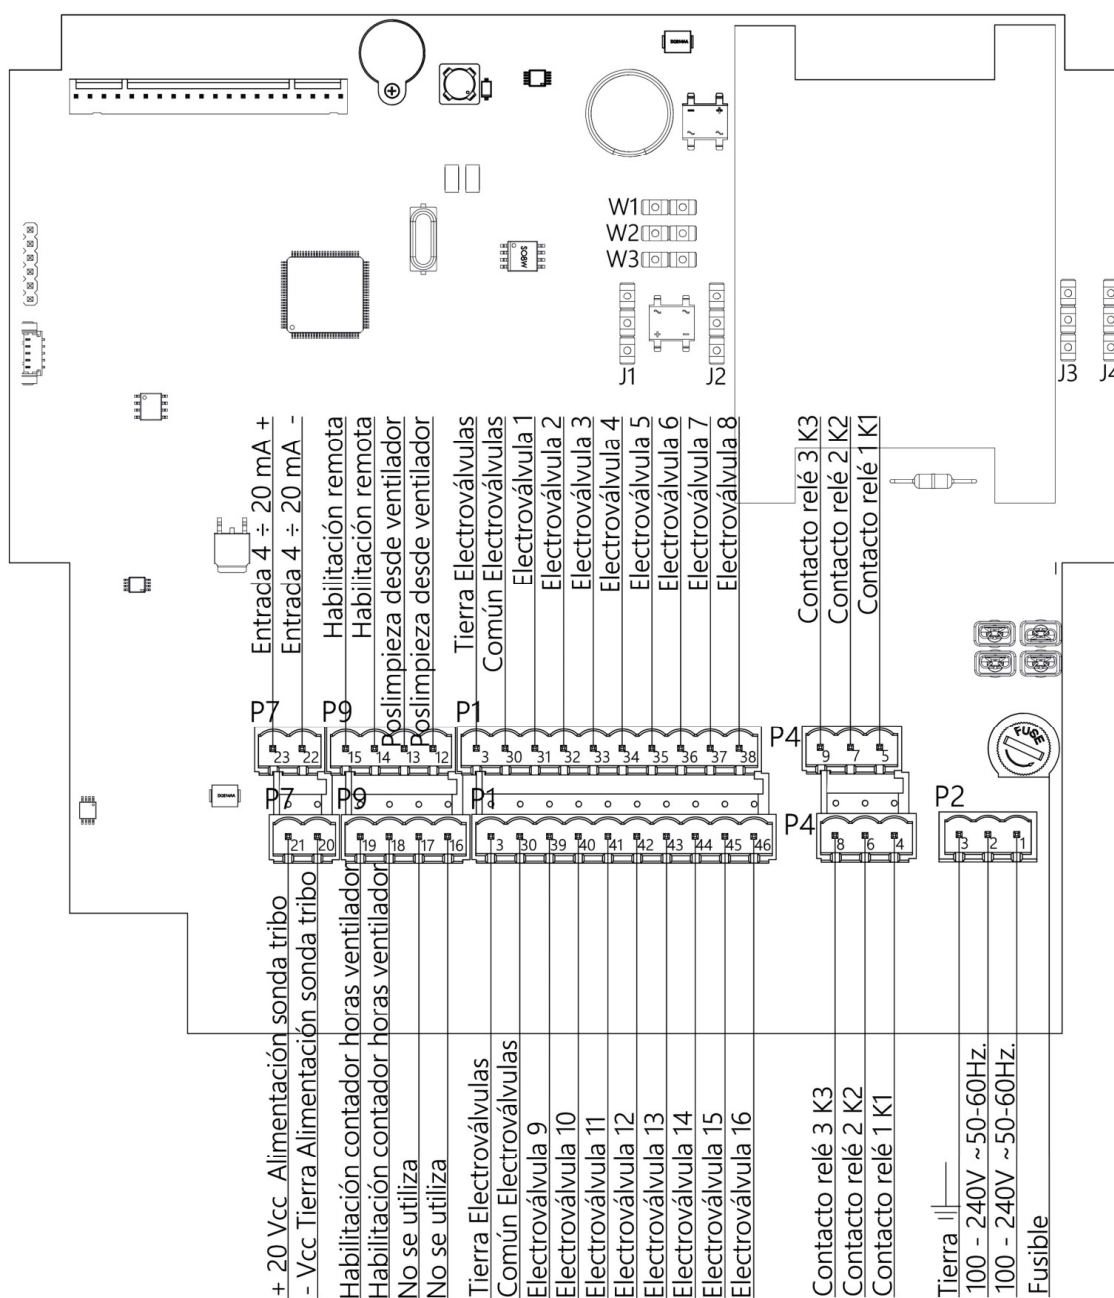 W1
W2
W3
J1
J2
J3
J4
SO8W
Entrada 4 ÷ 20 mA +
Entrada 4 ÷ 20 mA -
Habilitación remota
Habilitación remota
Poslimpieza desde ventilador
Poslimpieza desde ventilador
Tierra Electroválvulas
Común Electroválvulas
Electroválvula 1
Electroválvula 2
Electroválvula 3
Electroválvula 4
Electroválvula 5
Electroválvula 6
Electroválvula 7
Electroválvula 8
Contacto relé 3 K3
Contacto relé 2 K2
Contacto relé 1 K1
FUSE
P7
P9
P1
P4
23 22
15 14 13 12
3 30 31 32 33 34 35 36 37 38
9 7 5
P7
P9
P1
P4
P2
21 20
19 18 17 16
3 30 39 40 41 42 43 44 45 46
8 6 4
3 2 1
+ 20 Vcc Alimentación sonda tribo
- Vcc Tierra Alimentación sonda tribo
Habilitación contador horas ventilador
Habilitación contador horas ventilador
No se utiliza
No se utiliza
Tierra Electroválvulas
Común Electroválvulas
Electroválvula 9
Electroválvula 10
Electroválvula 11
Electroválvula 12
Electroválvula 13
Electroválvula 14
Electroválvula 15
Electroválvula 16
Contacto relé 3 K3
Contacto relé 2 K2
Contacto relé 1 K1
Tierra
100 - 240V ~50-60Hz.
100 - 240V ~50-60Hz.
Fusible